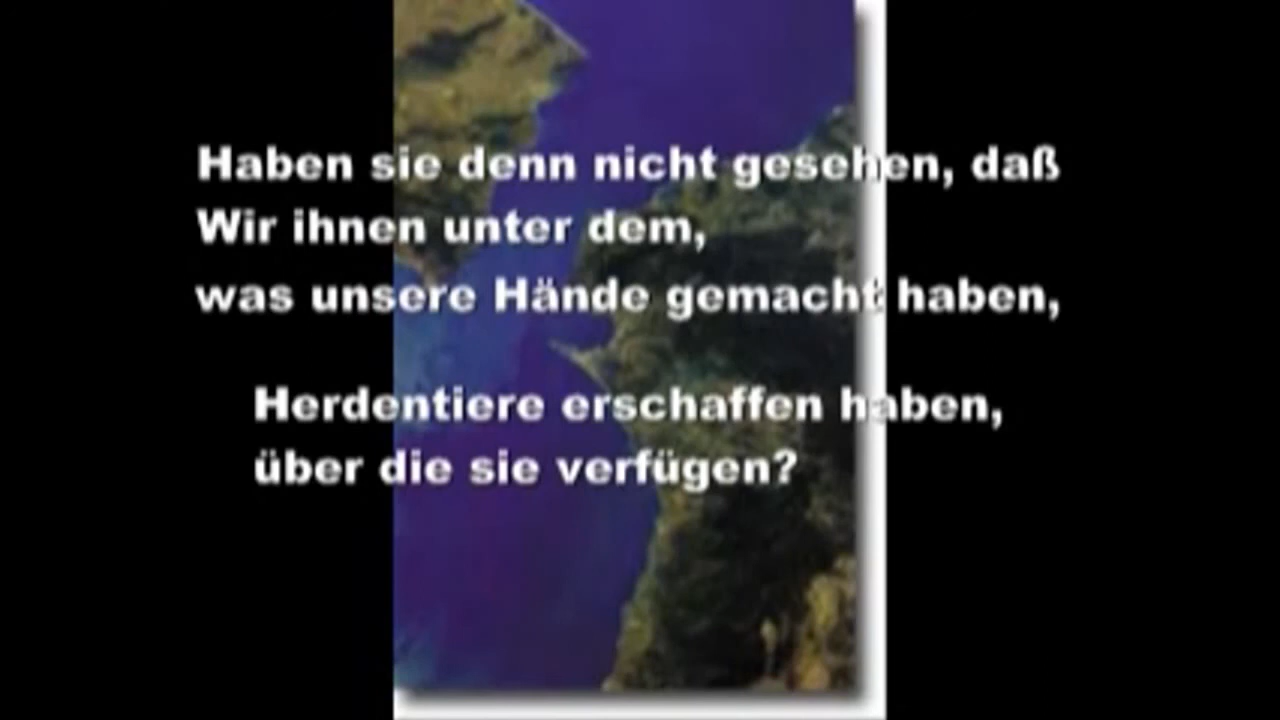 Haben sie denn nicht gesehen, daß
Wir ihnen unter dem,
was unsere Hände gemacht haben,
Herdentiere erschaffen haben,
über die sie verfügen?